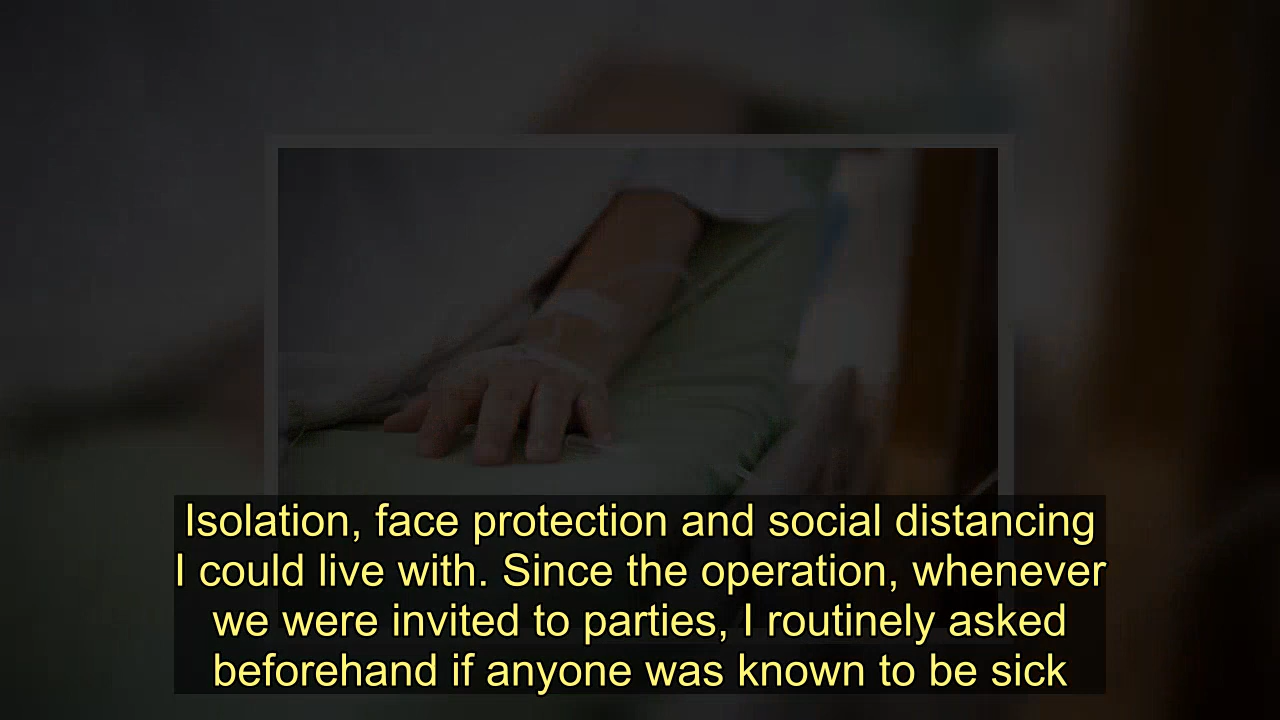 Isolation, face protection and social distancing
I could live with. Since the operation, whenever
we were invited to parties, I routinely asked
beforehand if anyone was known to be sick